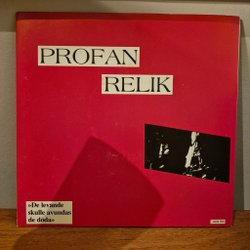 PROFAN
RELIK
»De levande
skulle avundas
de döda»